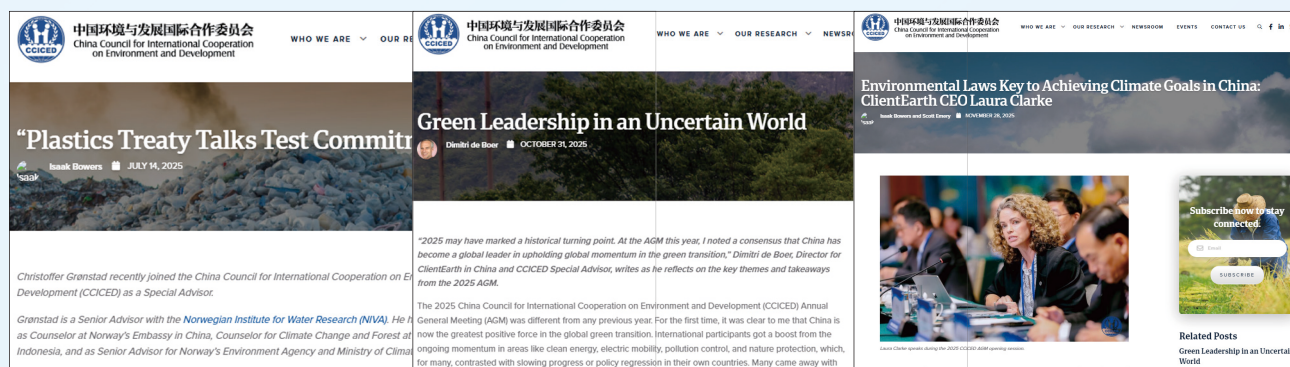 中国环境与发展国际合作委员会
China Council for International Cooperation
on Environment and Development
CCICED
WHO WE ARE OUR RE
“Plastics Treaty Talks Test Commitr
Isaak
Isaak Bowers JULY 14, 2025
Christoffer Grønstad recently joined the China Council for International Cooperation on E
Development (CCICED) as a Special Advisor.
Grønstad is a Senior Advisor with the Norwegian Institute for Water Research (NIVA). He h
as Counselor at Norway's Embassy in China, Counselor for Climate Change and Forest at
Indonesia, and as Senior Advisor for Norway's Environment Agency and Ministry of Climat
中国环境与发展国际合作委员会
China Council for International Cooperation
on Environment and Development
CCICED
WHO WE ARE OUR RESEARCH NEWSR
Green Leadership in an Uncertain World
Dimitri de Boer OCTOBER 31, 2025
"2025 may have marked a historical turning point. At the AGM this year, I noted a consensus that China has
become a global leader in upholding global momentum in the green transition," Dimitri de Boer, Director for
ClientEarth in China and CCICED Special Advisor, writes as he reflects on the key themes and takeaways
from the 2025 AGM.
The 2025 China Council for International Cooperation on Environment and Development (CCICED) Annual
General Meeting (AGM) was different from any previous year. For the first time, it was clear to me that China is
now the greatest positive force in the global green transition. International participants got a boost from the
ongoing momentum in areas like clean energy, electric mobility, pollution control, and nature protection, which,
for many, contrasted with slowing progress or policy regression in their own countries. Many came away with
中国环境与发展国际合作委员会
China Council for International Cooperation
on Environment and Development
CCICED
WHO WE ARE OUR RESEARCH NEWSROOM EVENTS CONTACT US
Environmental Laws Key to Achieving Climate Goals in China:
ClientEarth CEO Laura Clarke
Isaak Bowers and Scott Emery NOVEMBER 28, 2025
Laura Clarke speaks during the 2025 CCICED AGM opening session.
Subscribe now to stay
connected:
Email
SUBSCRIBE
Related Posts
Green Leadership in an Uncertai
World